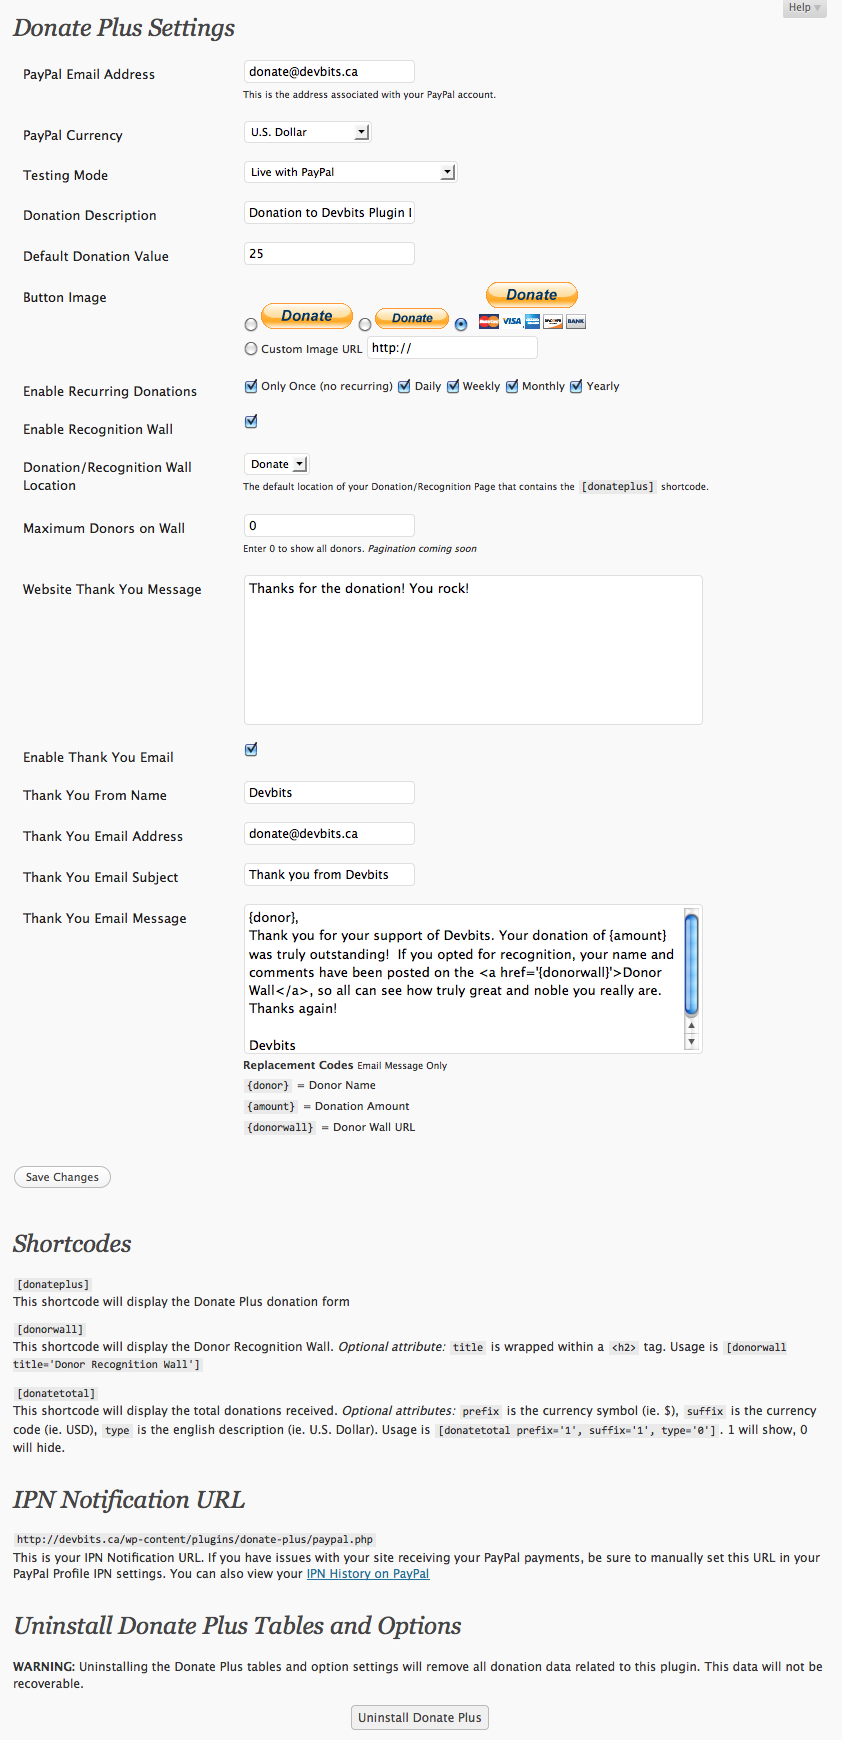 Help
Donate Plus Settings
PayPal Email Address
donate@devbits.ca
This is the address associated with your PayPal account.
PayPal Currency
U.S. Dollar
Testing Mode
Live with PayPal
Donation Description
Donation to Devbits Plugin
Default Donation Value
25
Button Image
Donate
Donate
Donate
VISA
BANK
Custom Image URL
http://
Enable Recurring Donations
Only Once (no recurring) Daily Weekly Monthly Yearly
Enable Recognition Wall
Donation/Recognition Wall
Location
Donate
The default location of your Donation/Recognition Page that contains the [donateplus] shortcode.
Maximum Donors on Wall
0
Enter 0 to show all donors. Pagination coming soon
Website Thank You Message
Thanks for the donation! You rock!
Enable Thank You Email
Thank You From Name
Devbits
Thank You Email Address
donate@devbits.ca
Thank You Email Subject
Thank you from Devbits
Thank You Email Message
{donor},
Thank you for your support of Devbits. Your donation of {amount}
was truly outstanding!  If you opted for recognition, your name and
comments have been posted on the <a href='{donorwall}'>Donor
Wall</a>, so all can see how truly great and noble you really are.
Thanks again!
Devbits
Replacement Codes Email Message Only
{donor} = Donor Name
{amount} = Donation Amount
{donorwall} = Donor Wall URL
Save Changes
Shortcodes
[donateplus]
This shortcode will display the Donate Plus donation form
[donorwall]
This shortcode will display the Donor Recognition Wall. Optional attribute: title is wrapped within a <h2> tag. Usage is [donorwall
title='Donor Recognition Wall']
[donatetotal]
This shortcode will display the total donations received. Optional attributes: prefix is the currency symbol (ie. $), suffix is the currency
code (ie. USD), type is the english description (ie. U.S. Dollar). Usage is [donatetotal prefix='1', suffix='1', type='0']. 1 will show, 0
will hide.
IPN Notification URL
http://devbits.ca/wp-content/plugins/donate-plus/paypal.php
This is your IPN Notification URL. If you have issues with your site receiving your PayPal payments, be sure to manually set this URL in your
PayPal Profile IPN settings. You can also view your IPN History on PayPal
Uninstall Donate Plus Tables and Options
WARNING: Uninstalling the Donate Plus tables and option settings will remove all donation data related to this plugin. This data will not be
recoverable.
Uninstall Donate Plus